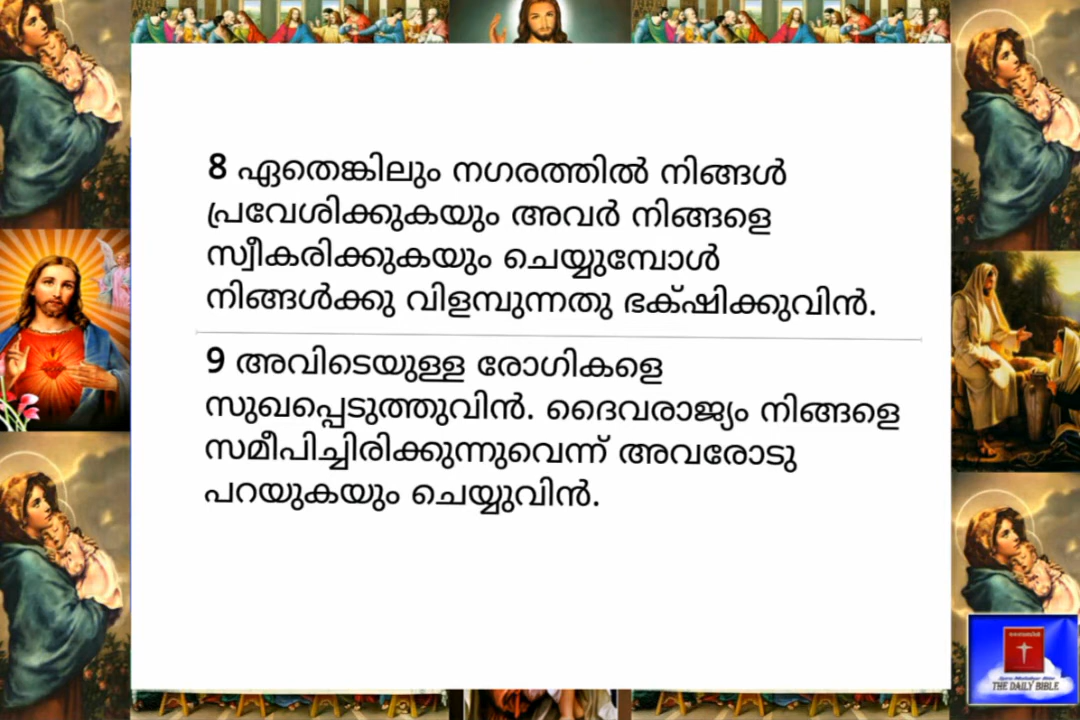 8 ഏതെങ്കിലും നഗരത്തിൽ നിങ്ങൾ
പ്രവേശിക്കുകയും അവർ നിങ്ങളെ
സ്വീകരിക്കുകയും ചെയ്യുമ്പോൾ
നിങ്ങൾക്കു വിളമ്പുന്നതു ഭക്ഷിക്കുവിൻ.
9 അവിടെയുള്ള രോഗികളെ
സുഖപ്പെടുത്തുവിൻ. ദൈവരാജ്യം നിങ്ങളെ
സമീപിച്ചിരിക്കുന്നുവെന്ന് അവരോടു
പറയുകയും ചെയ്യുവിൻ.
THE DAILY BIBLE